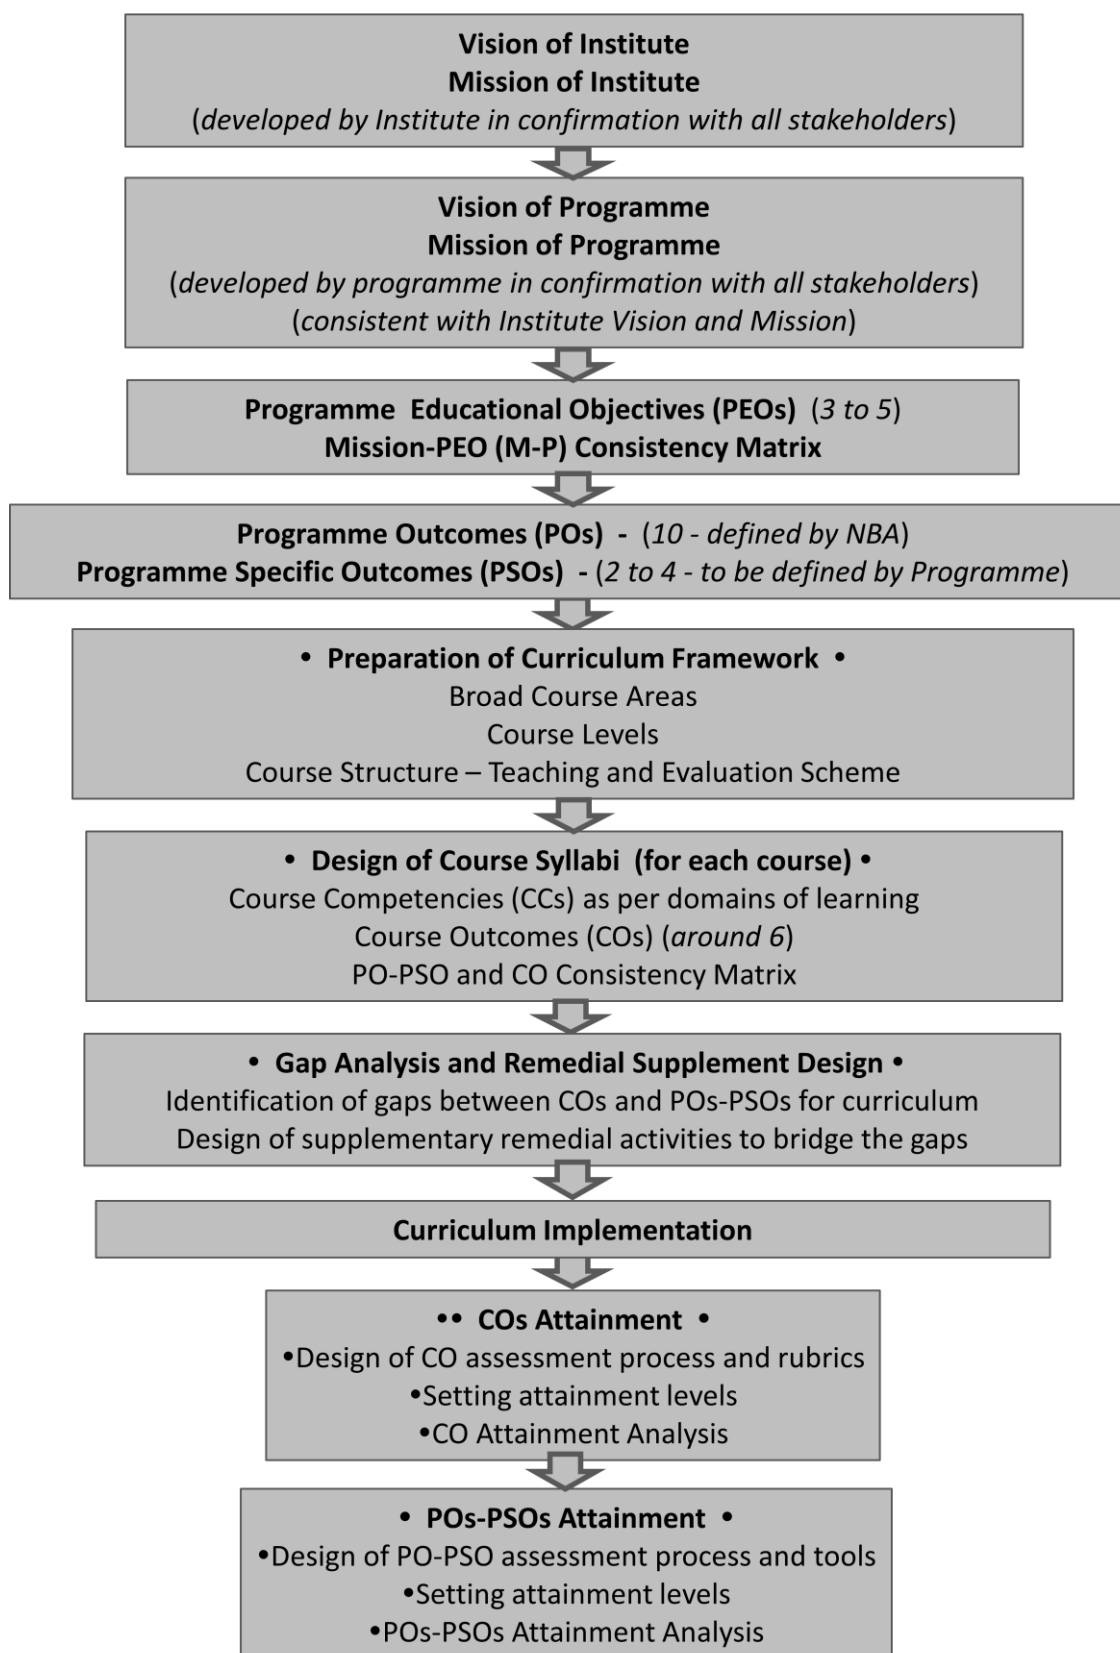 Vision of Institute
Mission of Institute
(developed by Institute in confirmation with all stakeholders)
Vision of Programme
Mission of Programme
(developed by programme in confirmation with all stakeholders)
(consistent with Institute Vision and Mission)
Programme Educational Objectives (PEOs) (3 to 5)
Mission-PEO (M-P) Consistency Matrix
Programme Outcomes (POs) - (10 - defined by NBA)
Programme Specific Outcomes (PSOs) - (2 to 4 - to be defined by Programme)
• Preparation of Curriculum Framework •
Broad Course Areas
Course Levels
Course Structure – Teaching and Evaluation Scheme
• Design of Course Syllabi (for each course) •
Course Competencies (CCs) as per domains of learning
Course Outcomes (COs) (around 6)
PO-PSO and CO Consistency Matrix
• Gap Analysis and Remedial Supplement Design •
Identification of gaps between COs and POs-PSOs for curriculum
Design of supplementary remedial activities to bridge the gaps
Curriculum Implementation
•• COs Attainment •
•Design of CO assessment process and rubrics
•Setting attainment levels
•CO Attainment Analysis
• POs-PSOs Attainment •
•Design of PO-PSO assessment process and tools
•Setting attainment levels
•POs-PSOs Attainment Analysis